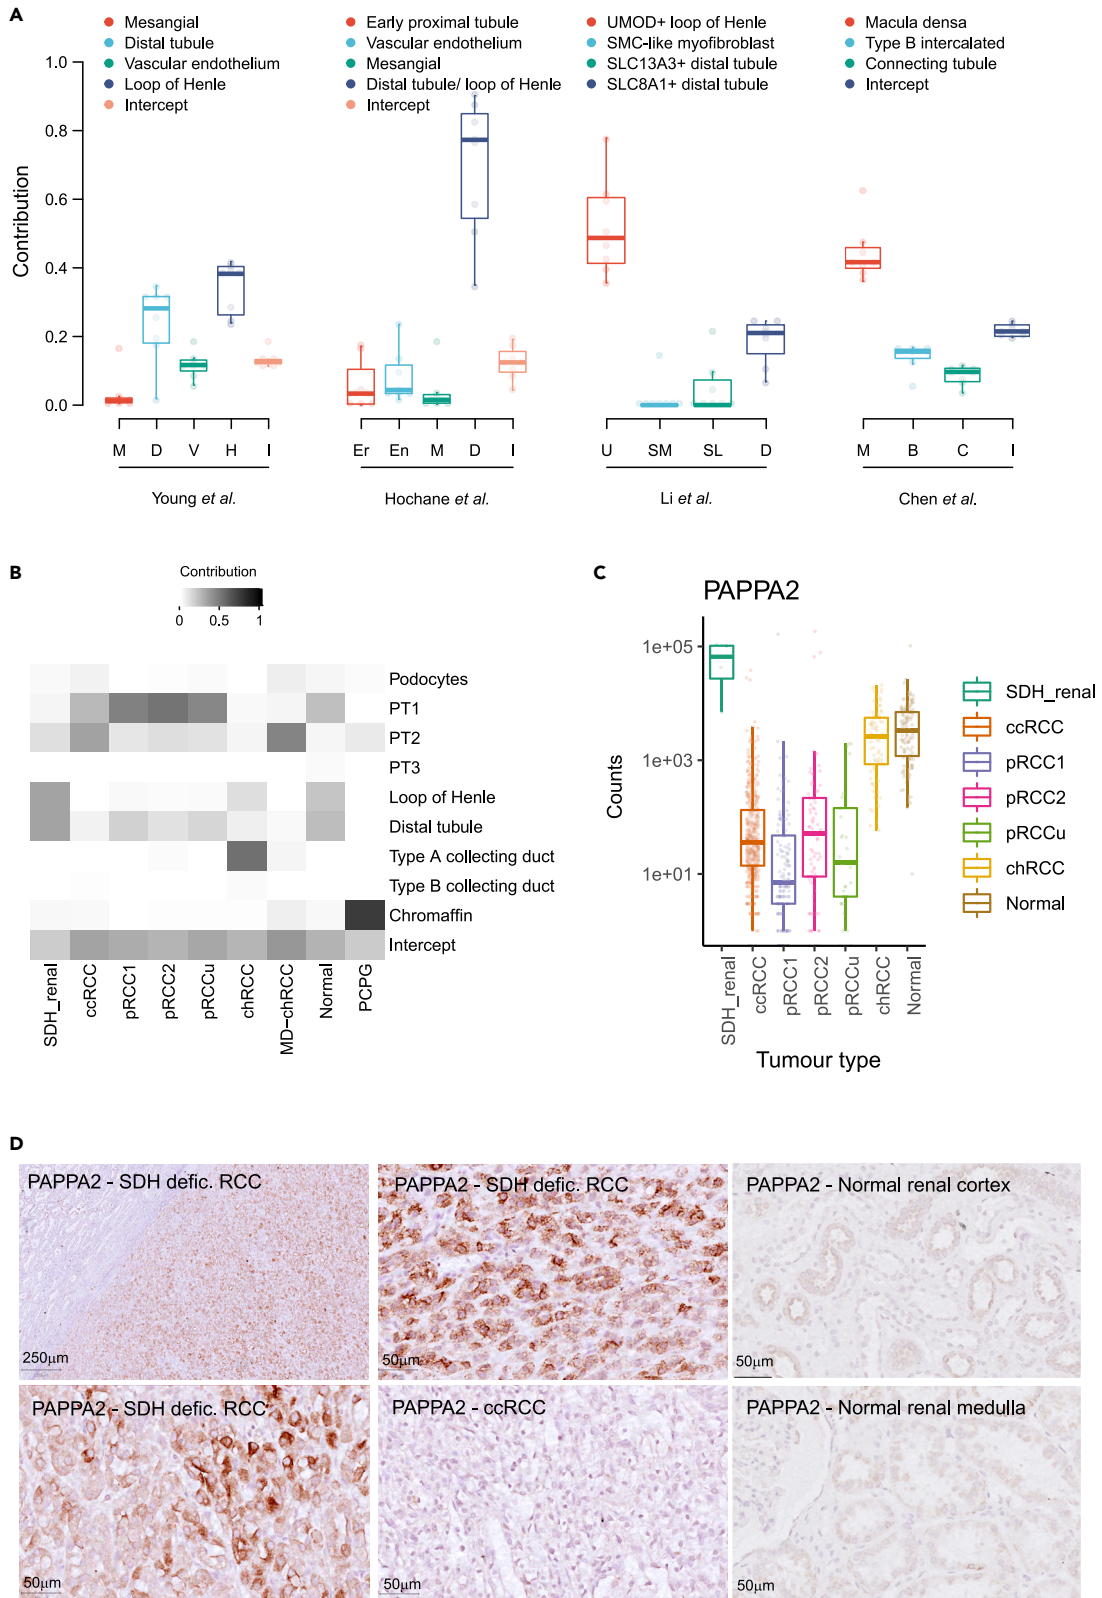 A
Mesangial
Distal tubule
Vascular endothelium
Loop of Henle
Intercept
Early proximal tubule
Vascular endothelium
Mesangial
Distal tubule/ loop of Henle
Intercept
UMOD+ loop of Henle
SMC-like myofibroblast
SLC13A3+ distal tubule
SLC8A1+ distal tubule
Macula densa
Type B intercalated
Connecting tubule
Intercept
Contribution
1.0
0.8
0.6
0.4
0.2
0.0
M D V H I
Er En M D I
U SM SL D
M B C I
Young et al.
Hochane et al.
Li et al.
Chen et al.
B
Contribution
0 0.5 1
Podocytes
PT1
PT2
PT3
Loop of Henle
Distal tubule
Type A collecting duct
Type B collecting duct
Chromaffin
Intercept
SDH_renal
ccRCC
pRCC1
pRCC2
pRCCu
chRCC
MD−chRCC
Normal
PCPG
C
PAPPA2
Counts
1e+05
1e+03
1e+01
SDH_renal
ccRCC
pRCC1
pRCC2
pRCCu
chRCC
Normal
Tumour type
SDH_renal
ccRCC
pRCC1
pRCC2
pRCCu
chRCC
Normal
D
PAPPA2 - SDH defic. RCC
250µm
PAPPA2 - SDH defic. RCC
50µm
PAPPA2 - Normal renal cortex
50µm
PAPPA2 - SDH defic. RCC
50µm
PAPPA2 - ccRCC
50µm
PAPPA2 - Normal renal medulla
50µm